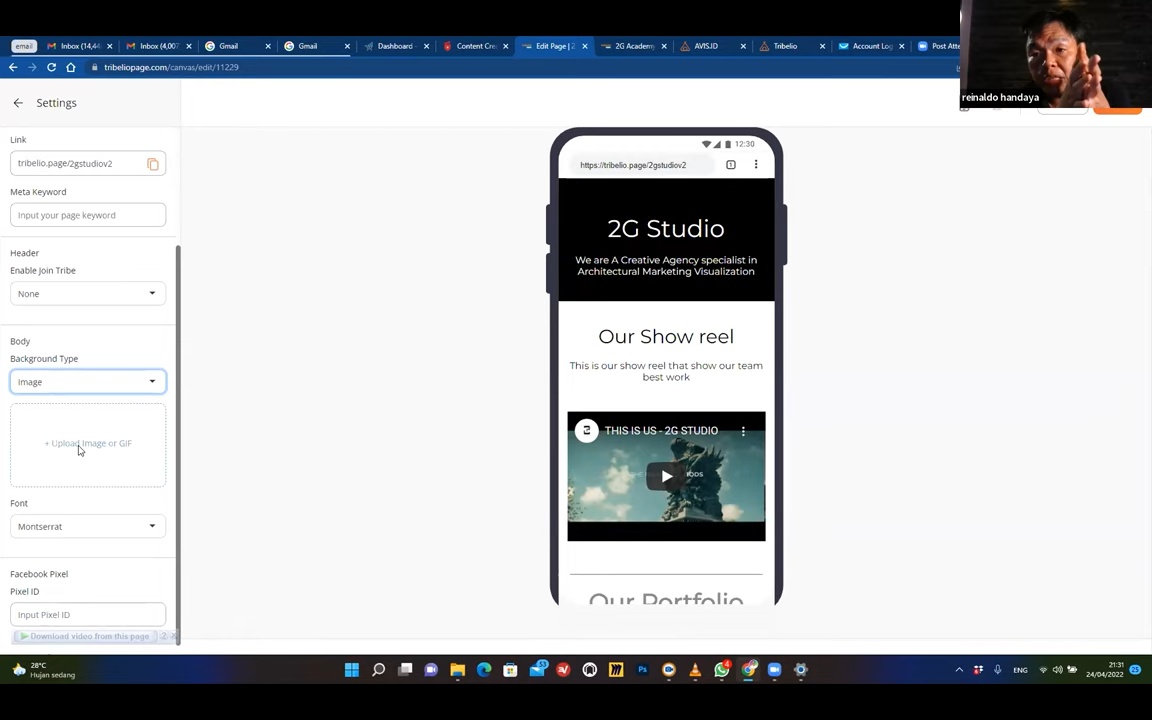 email
Inbox (14,44
Inbox (4,007
Gmail
Gmail
Dashboard -
Content Cre
Edit Page | 2
2G Academy
AVIS.ID
Tribelio
Account Log
Post Atte
tribeliopage.com/canvas/edit/11229
reinaldo handaya
Settings
Link
tribelio.page/2gstudiov2
Meta Keyword
Input your page keyword
Header
Enable Join Tribe
None
Body
Background Type
Image
+ Upload Image or GIF
Font
Montserrat
Facebook Pixel
Pixel ID
Input Pixel ID
Download video from this page
12:30
https://tribelio.page/2gstudiov2
2G Studio
We are A Creative Agency specialist in
Architectural Marketing Visualization
Our Show reel
This is our show reel that show our team
best work
THIS IS US - 2G STUDIO
Our Portfolio
28°C
Hujan sedang
ENG
21:31
24/04/2022